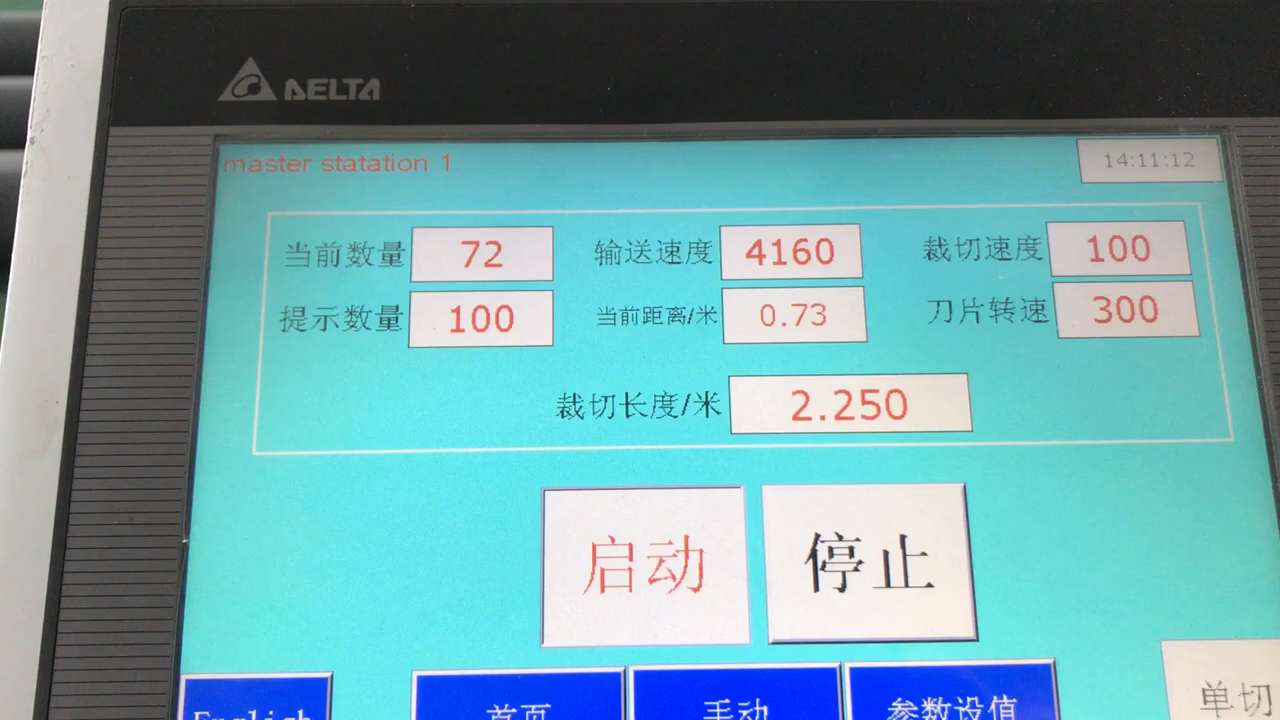 DELTA
master statation 1
14:11:12
当前数量 72 输送速度 4160 裁切速度 100
提示数量 100 当前距离/米 0.73 刀片转速 300
裁切长度/米 2.250
启动 停止
English 首页 手动 参数设值 单切